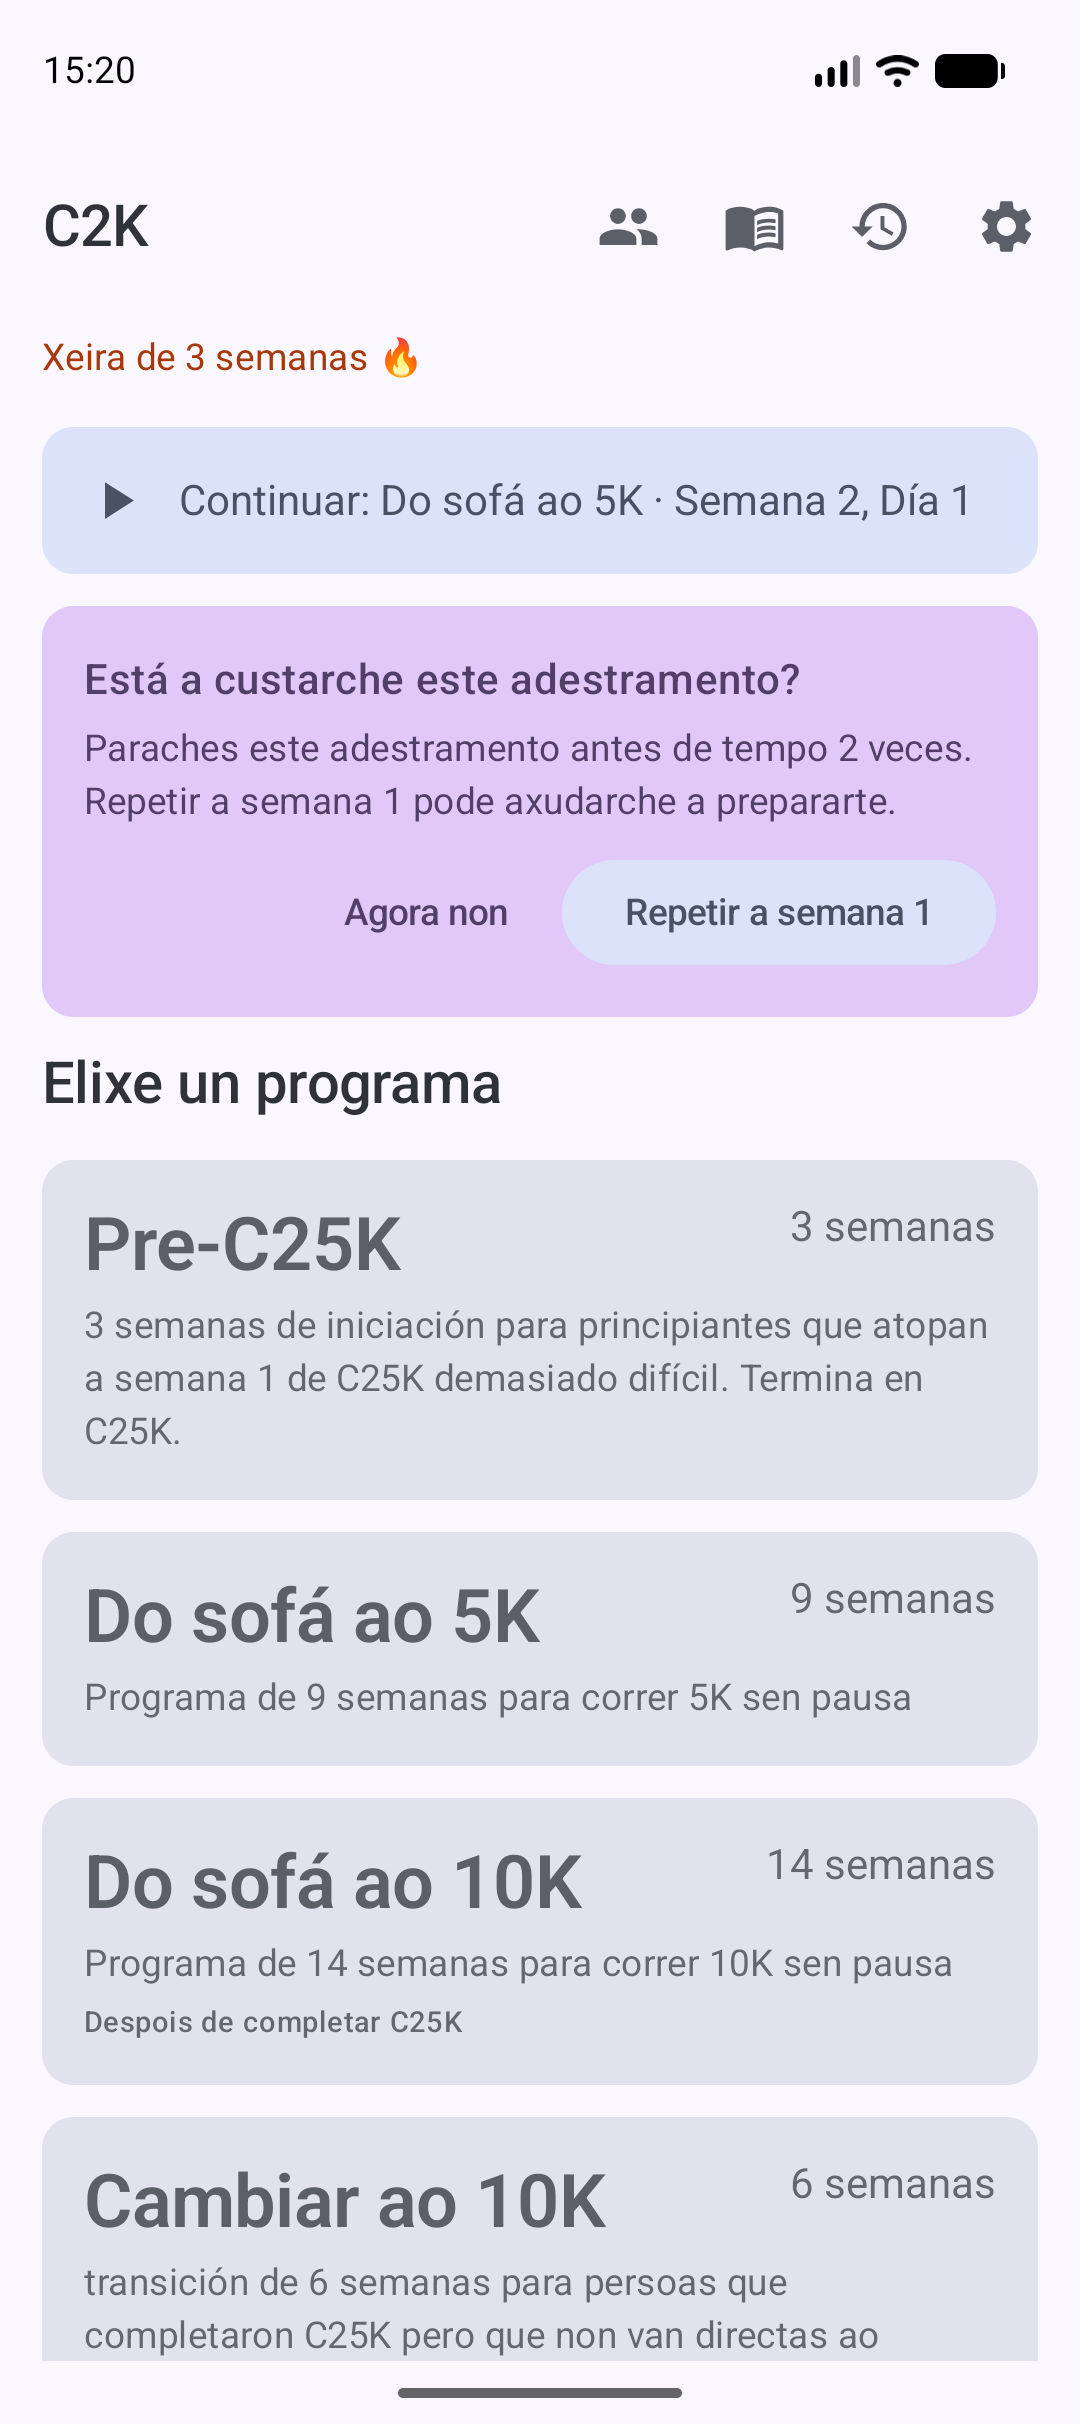 15:20
C2K
Xeira de 3 semanas 🔥
Continuar: Do sofá ao 5K · Semana 2, Día 1
Está a custarche este adestramento?
Paraches este adestramento antes de tempo 2 veces.
Repetir a semana 1 pode axudarche a prepararte.
Agora non
Repetir a semana 1
Elixe un programa
Pre-C25K
3 semanas
3 semanas de iniciación para principiantes que atopan
a semana 1 de C25K demasiado difícil. Termina en
C25K.
Do sofá ao 5K
9 semanas
Programa de 9 semanas para correr 5K sen pausa
Do sofá ao 10K
14 semanas
Programa de 14 semanas para correr 10K sen pausa
Despois de completar C25K
Cambiar ao 10K
6 semanas
transición de 6 semanas para persoas que
completaron C25K pero que non van directas ao